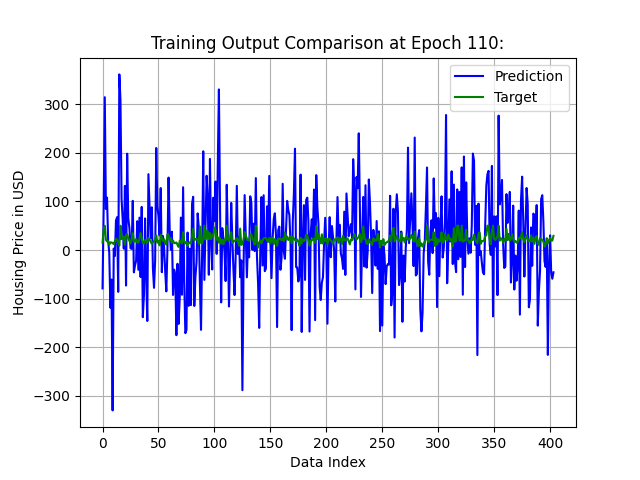 Training Output Comparison at Epoch 110:
Prediction
Target
Housing Price in USD
300
200
100
0
−100
−200
−300
0 50 100 150 200 250 300 350 400
Data Index